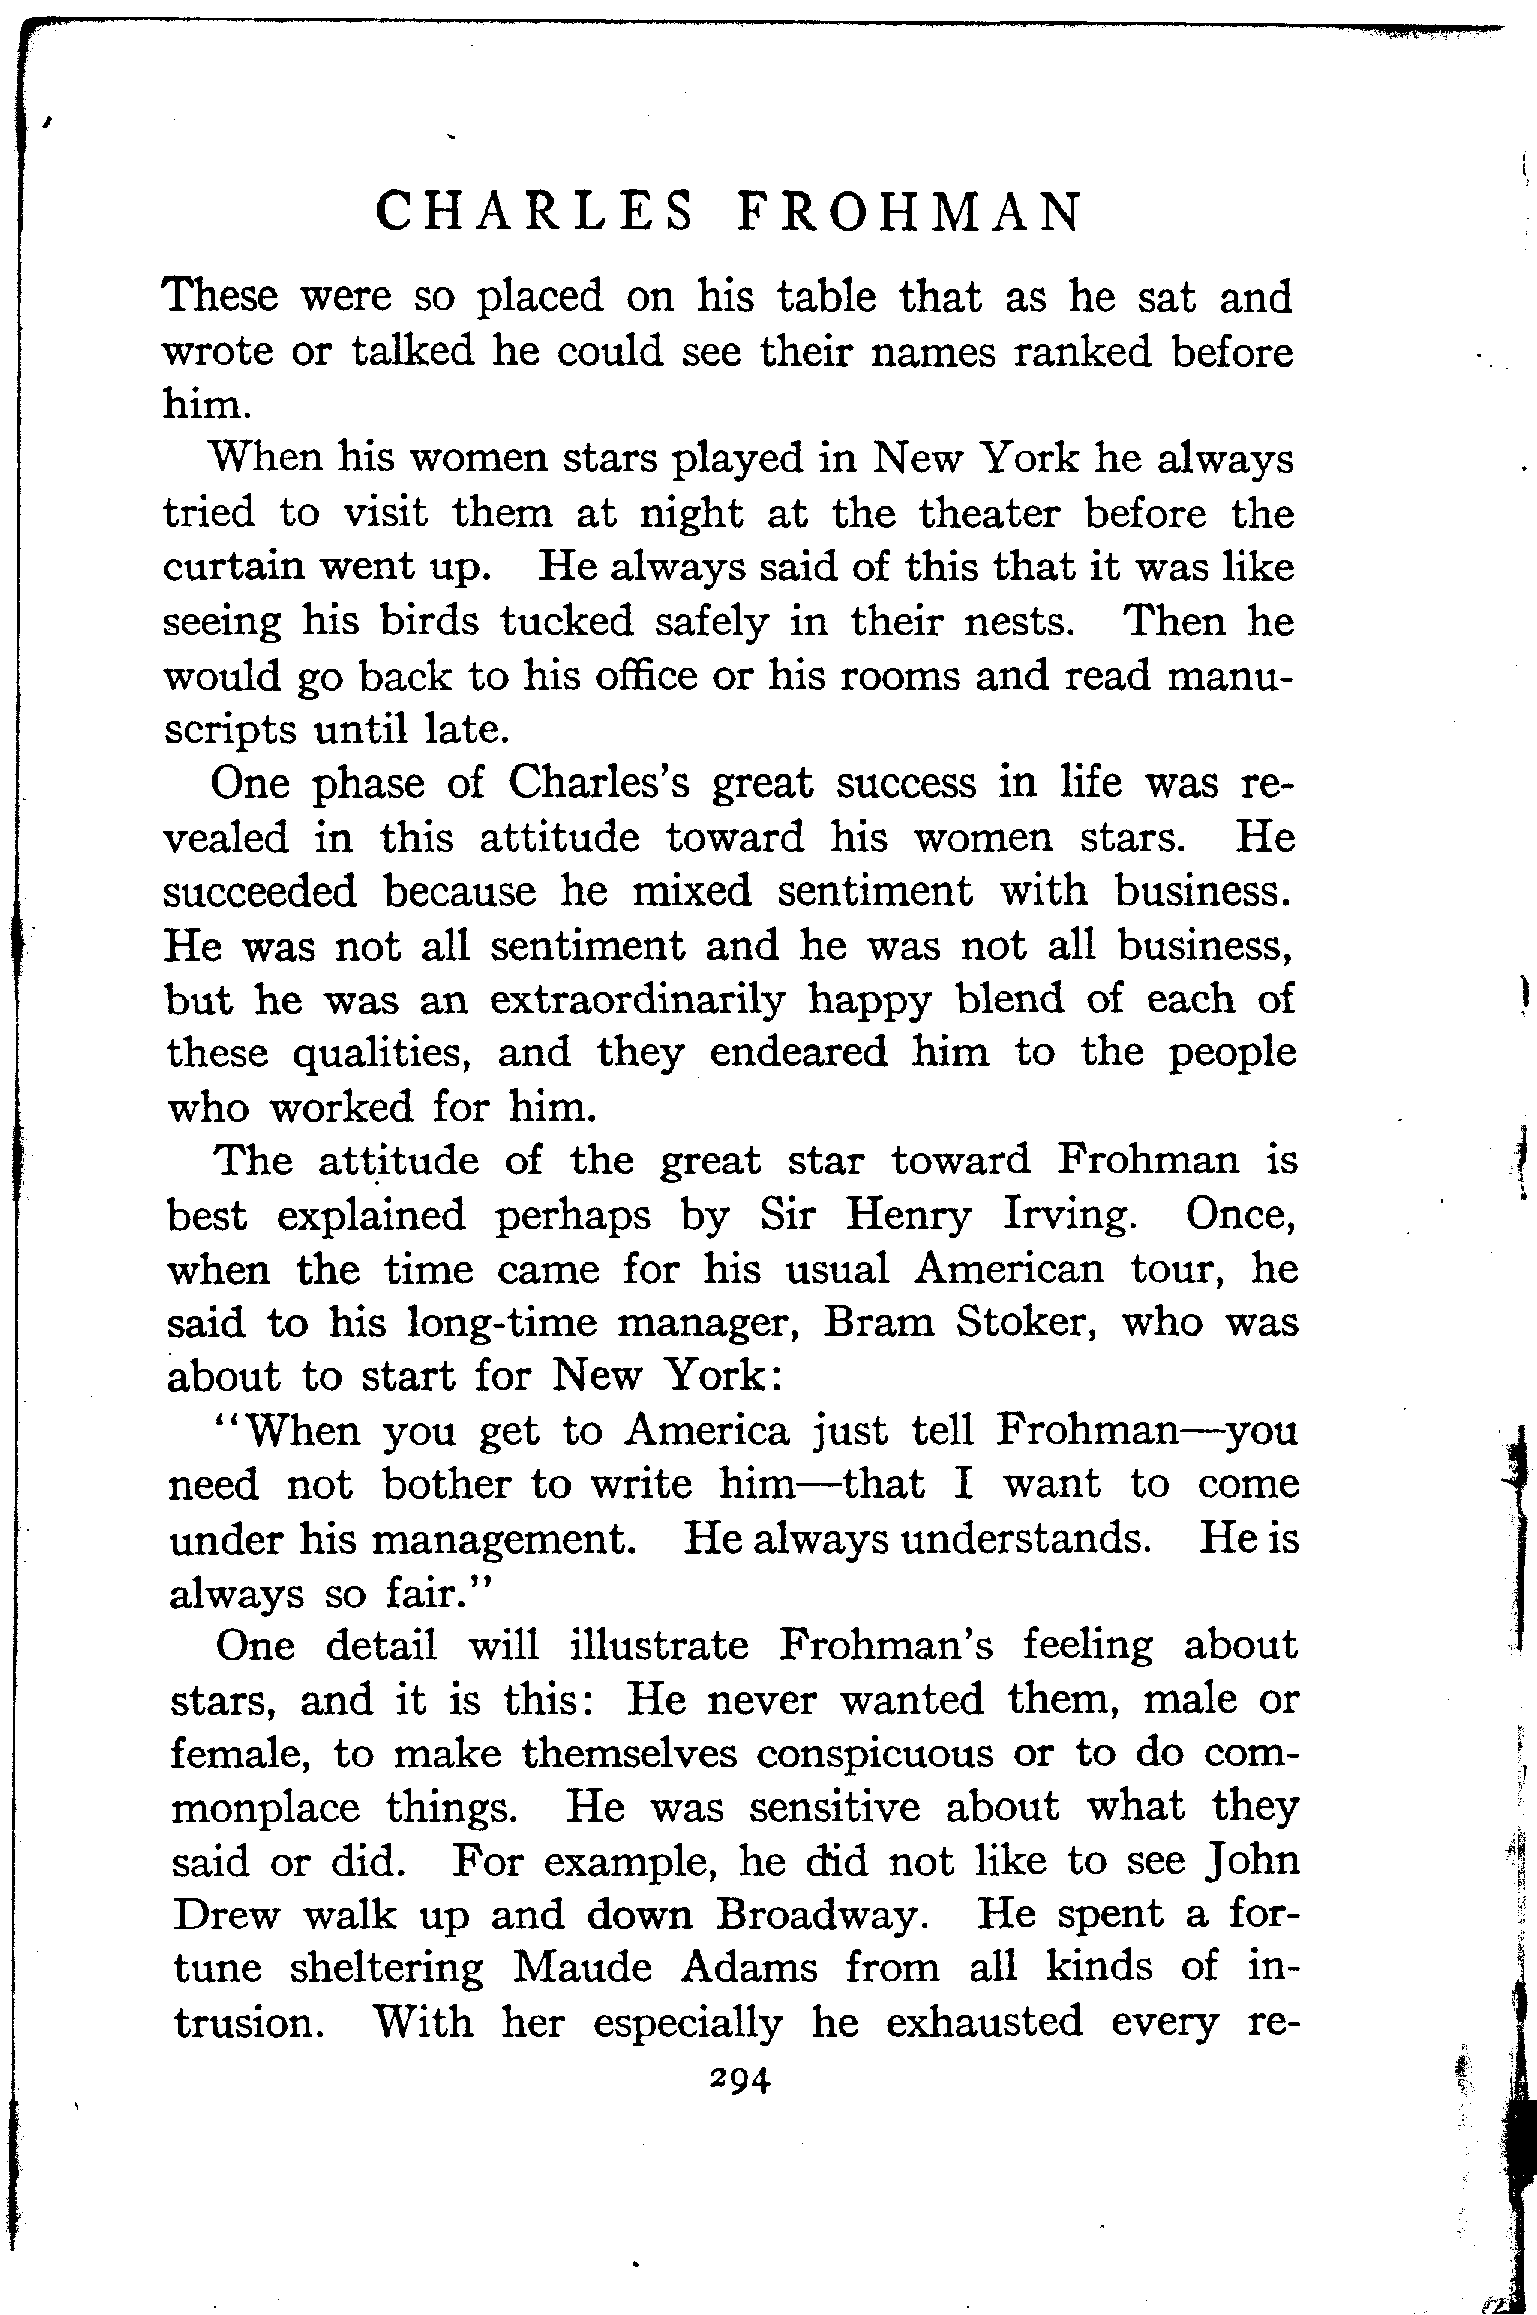 CHARLES FROHMAN
These were so placed on his table that as he sat and
wrote or talked he could see their names ranked before
him.
When his women stars played in New York he always
tried to visit them at night at the theater before the
curtain went up. He always said of this that it was like
seeing his birds tucked safely in their nests. Then he
would go back to his office or his rooms and read manu-
scripts until late.
One phase of Charles's great success in life was re-
vealed in this attitude toward his women stars. He
succeeded because he mixed sentiment with business.
He was not all sentiment and he was not all business,
but he was an extraordinarily happy blend of each of
these qualities, and they endeared him to the people
who worked for him.
The attitude of the great star toward Frohman is
best explained perhaps by Sir Henry Irving. Once,
when the time came for his usual American tour, he
said to his long-time manager, Bram Stoker, who was
about to start for New York:
"When you get to America just tell Frohman—you
need not bother to write him—that I want to come
under his management. He always understands. He is
always so fair."
One detail will illustrate Frohman's feeling about
stars, and it is this: He never wanted them, male or
female, to make themselves conspicuous or to do com-
monplace things. He was sensitive about what they
said or did. For example, he did not like to see John
Drew walk up and down Broadway. He spent a for-
tune sheltering Maude Adams from all kinds of in-
trusion. With her especially he exhausted every re-
294